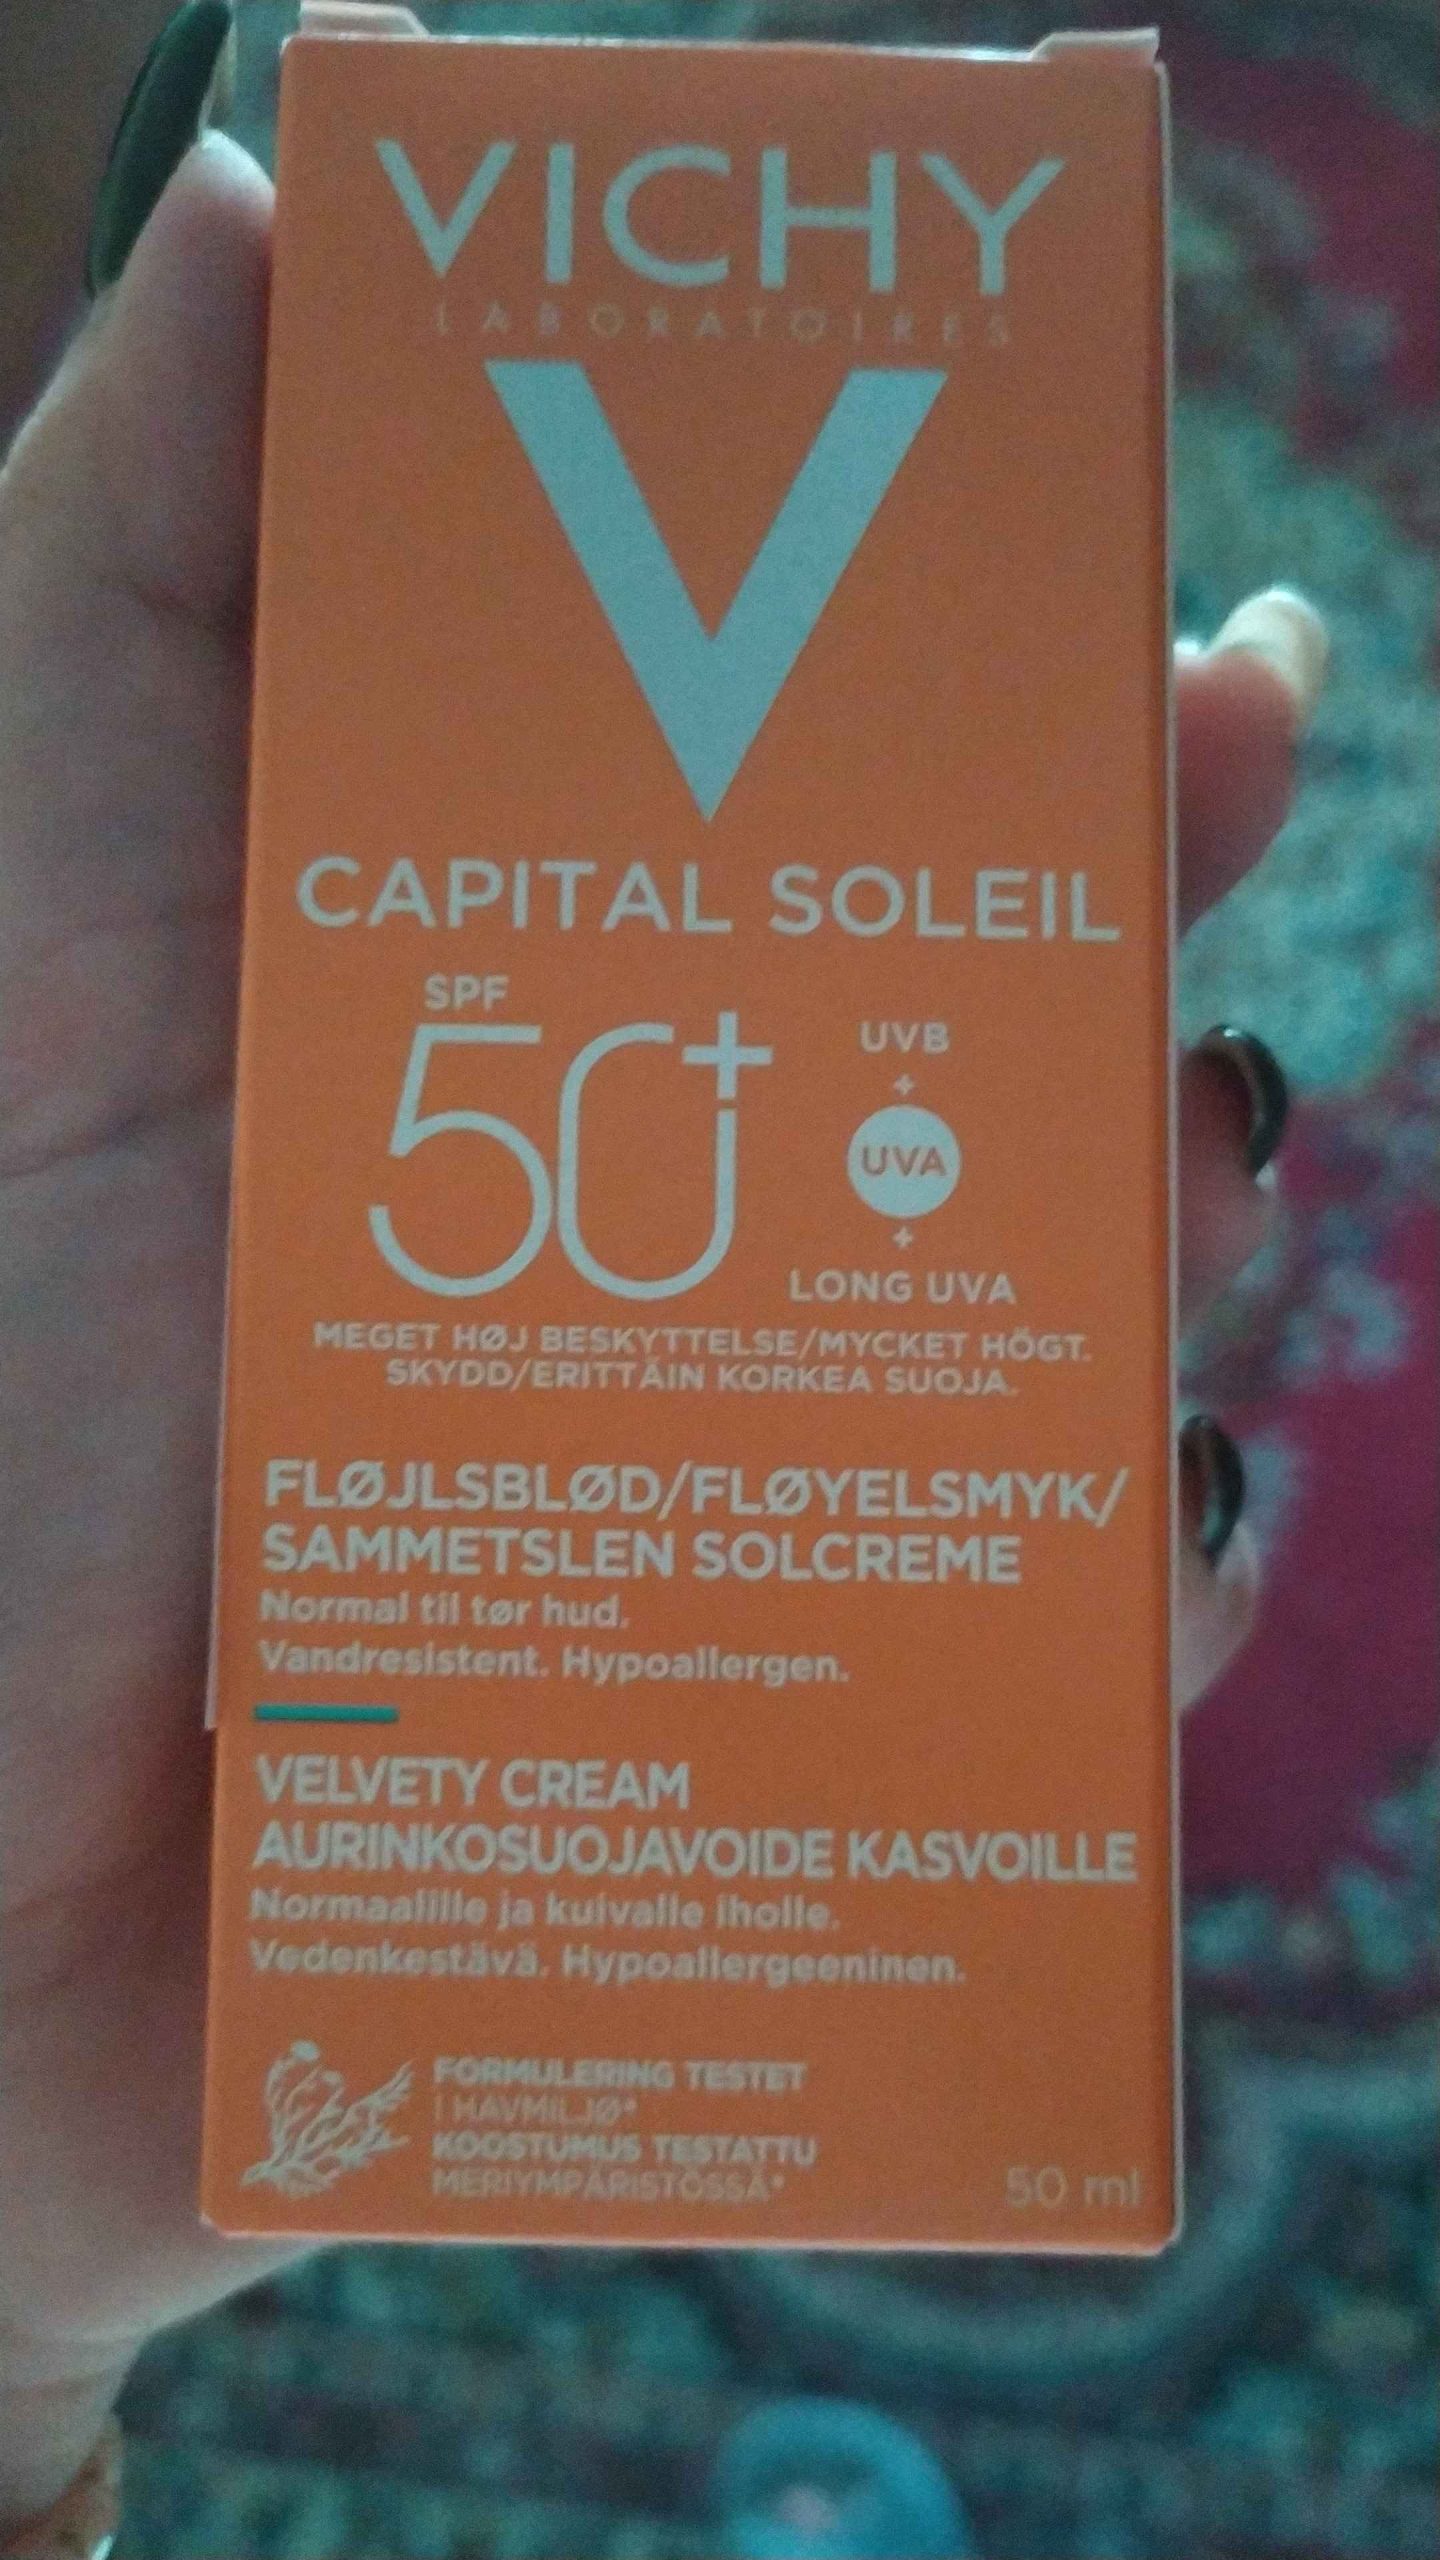 VICHY
LABORATOIRES
V
CAPITAL SOLEIL
SPF
50+
UVB
+
UVA
+
LONG UVA
MEGET HØJ BESKYTTELSE/MYCKET HÖGT.
SKYDD/ERITTÄIN KORKEA SUOJA.
FLØJLSBLØD/FLØYELSMYK/
SAMMETSLEN SOLCREME
Normal til tør hud.
Vandresistent. Hypoallergen.
VELVETY CREAM
AURINKOSUOJAVOIDE KASVOILLE
Normaalille ja kuivalle iholle.
Vedenkestävä. Hypoallergeeninen.
FORMULERING TESTET
I HAVMILJØ*
KOOSTUMUS TESTATTU
MERIYMPÄRISTÖSSÄ*
50 ml